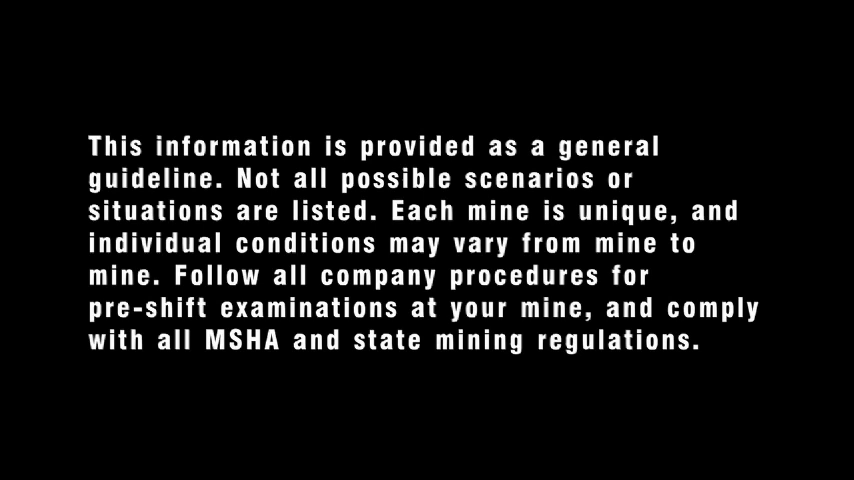 This information is provided as a general
guideline. Not all possible scenarios or
situations are listed. Each mine is unique, and
individual conditions may vary from mine to
mine. Follow all company procedures for
pre-shift examinations at your mine, and comply
with all MSHA and state mining regulations.